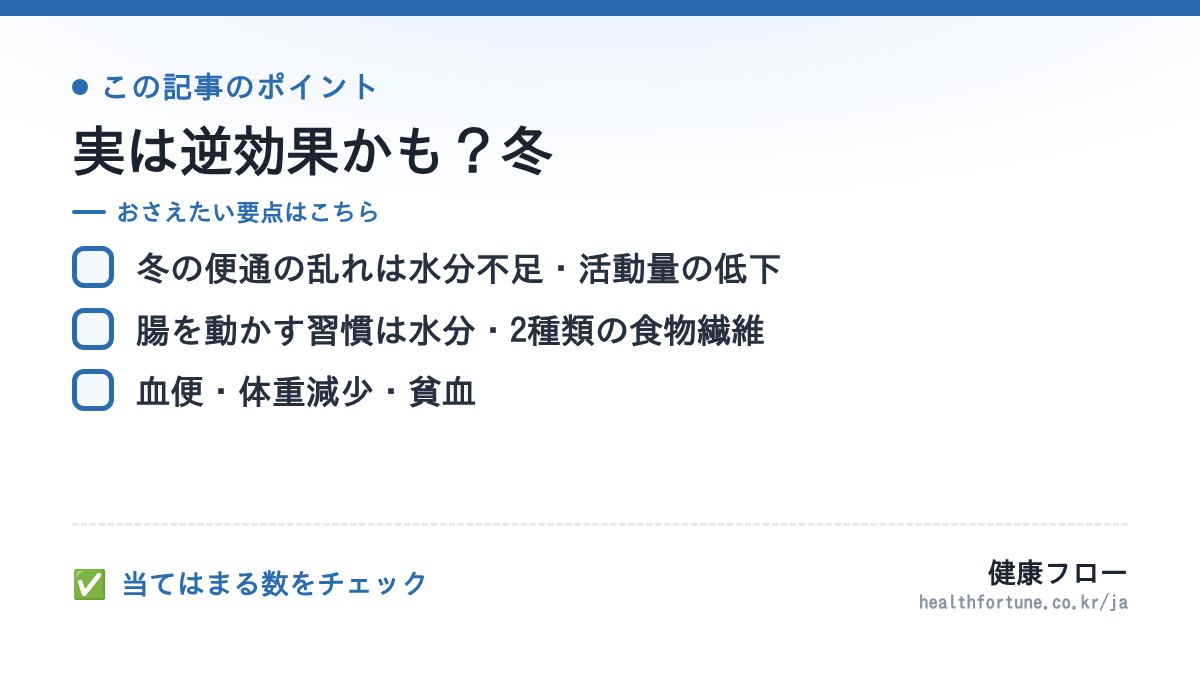 この記事のポイント
実は逆効果かも？冬
おさえたい要点はこちら
冬の便通の乱れは水分不足・活動量の低下
腸を動かす習慣は水分・2種類の食物繊維
血便・体重減少・貧血
✅ 当てはまる数をチェック
健康フロー
healthfortune.co.kr/ja